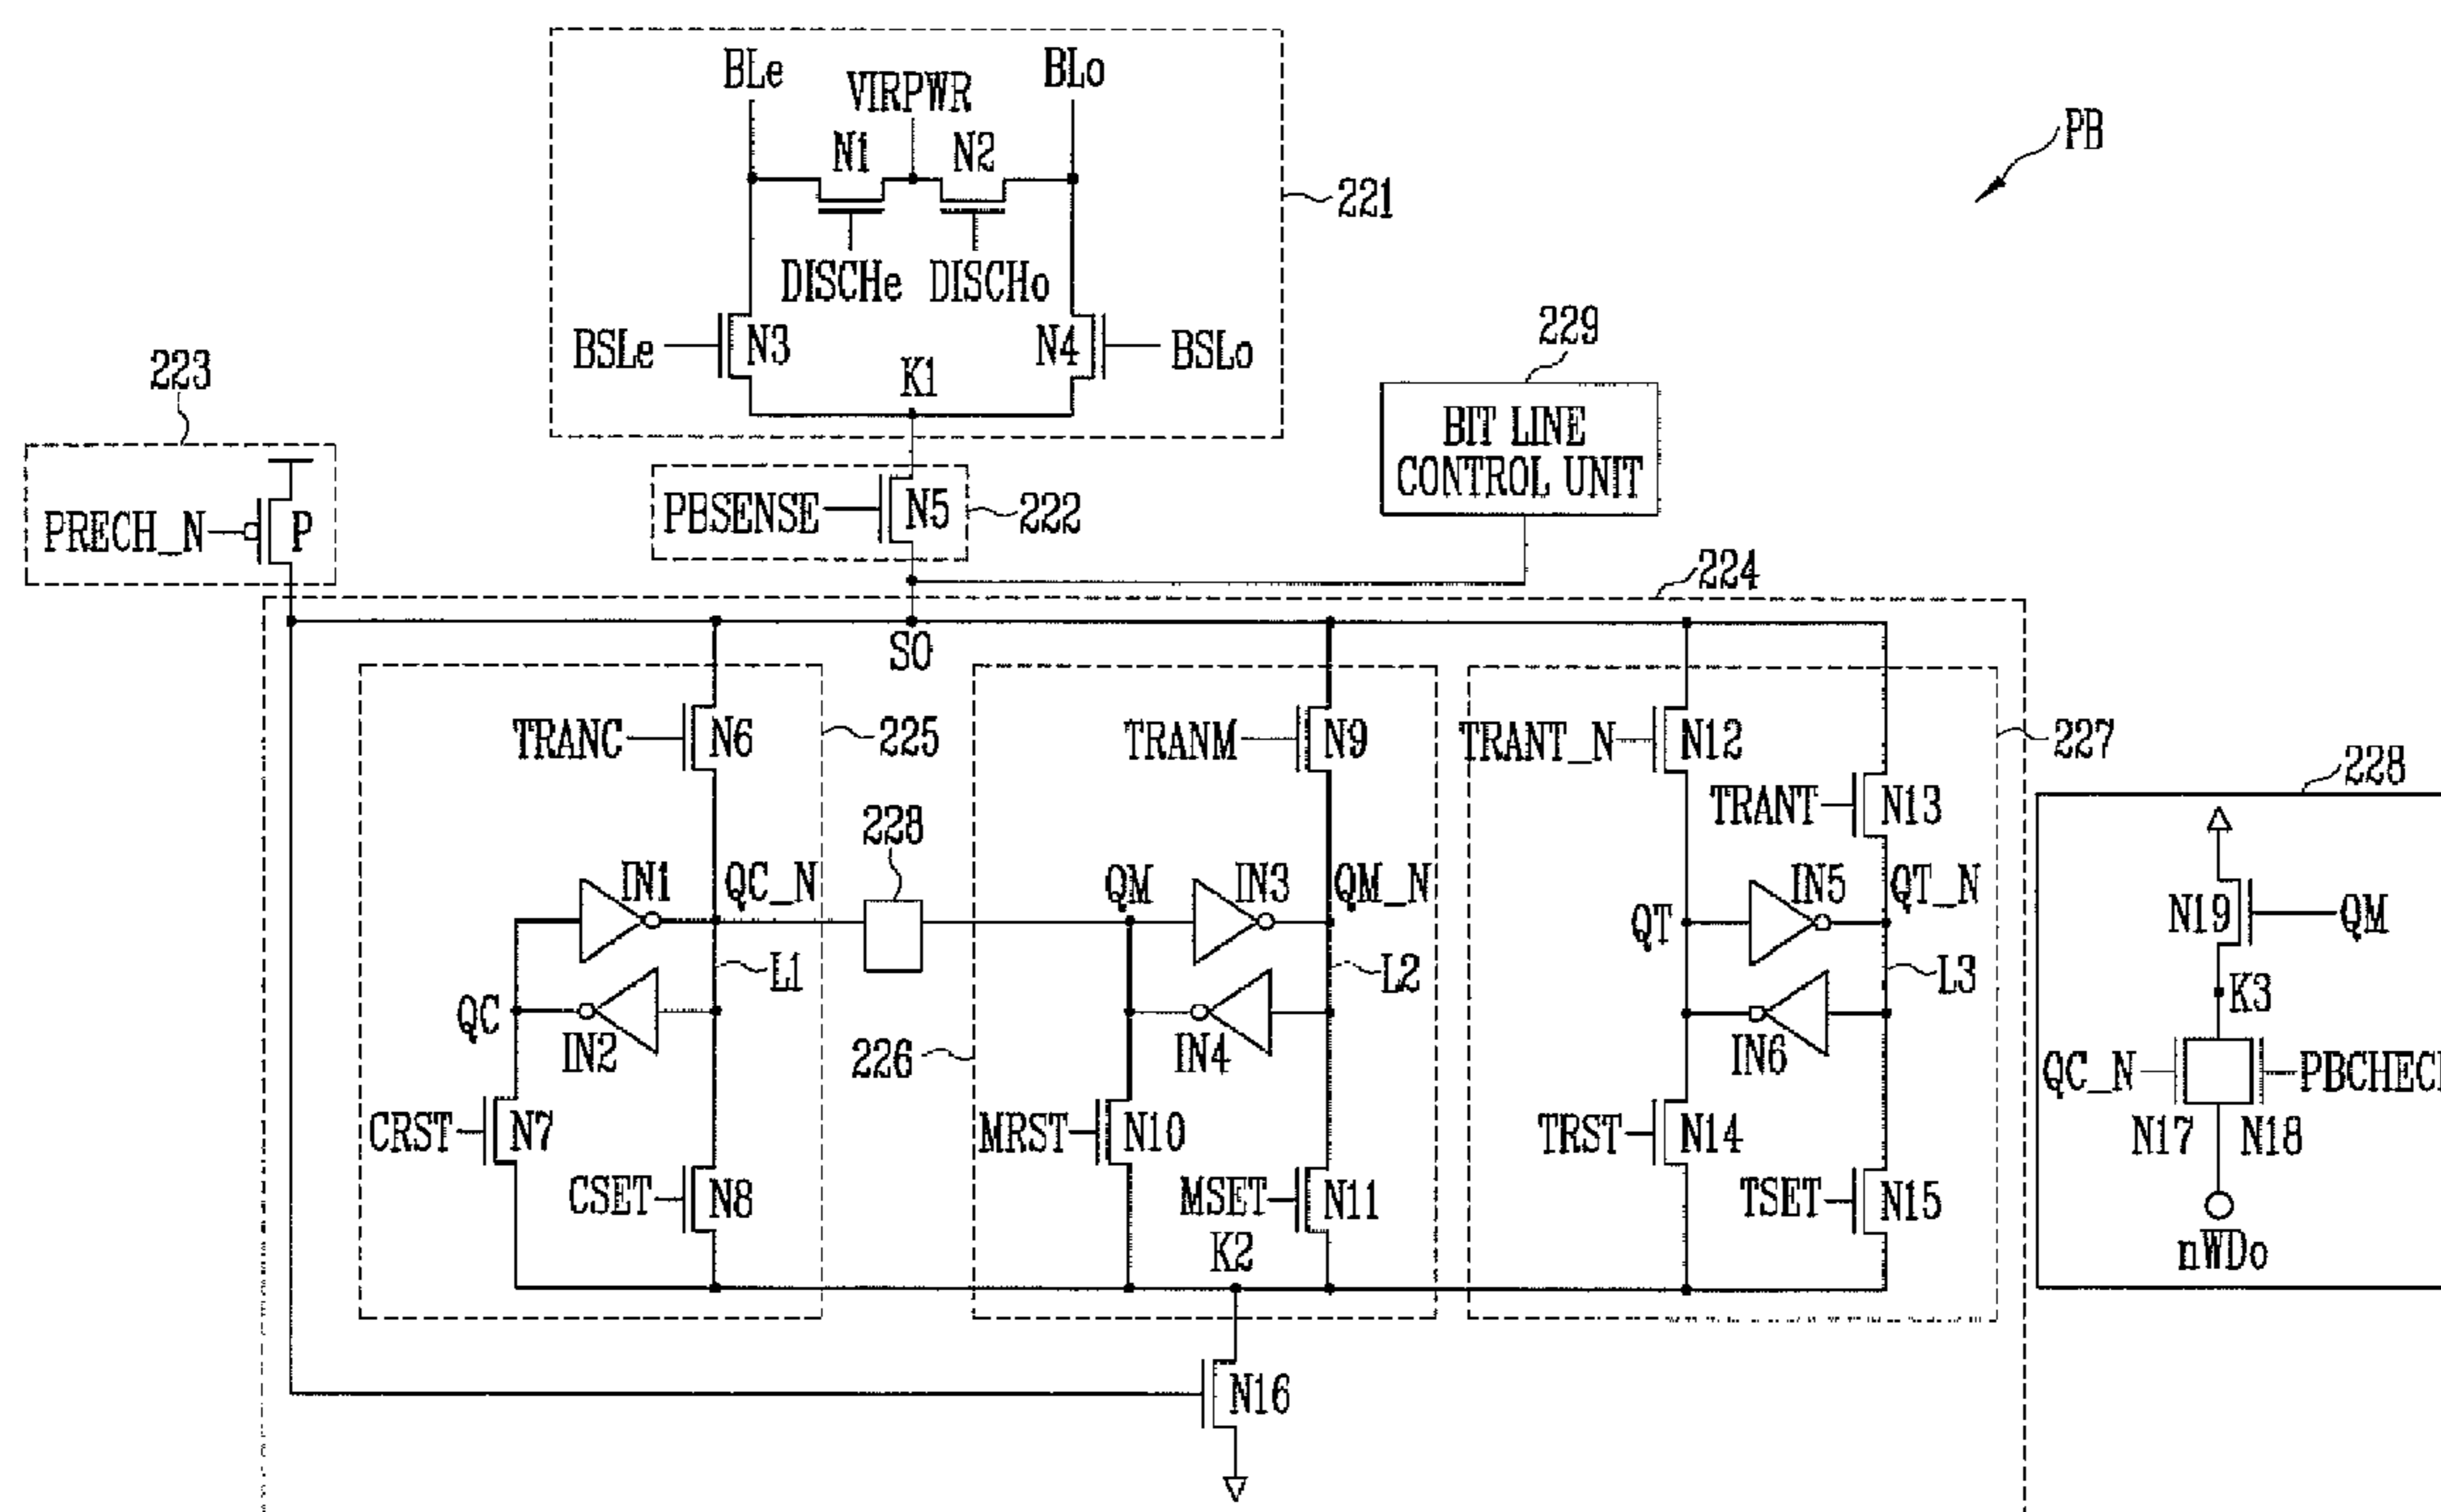 BLe
VIRPWR
BLo
N1
N2
PB
221
DISCHe
DISCHo
BSLe
N3
N4
BSLo
K1
223
229
BIT LINE
CONTROL UNIT
PRECH_N
P
PBSENSE
N5
222
224
SO
TRANC
N6
225
TRANM
N9
TRANT_N
N12
227
TRANT
N13
228
228
IN1
QC_N
QM
IN3
QM_N
QT
IN5
QT_N
N19
QM
L1
L2
L3
K3
QC
IN2
226
IN4
IN6
QC_N
PBCHECK
N17
N18
CRST
N7
MRST
N10
TRST
N14
CSET
N8
MSET
N11
TSET
N15
K2
nWDo
N16